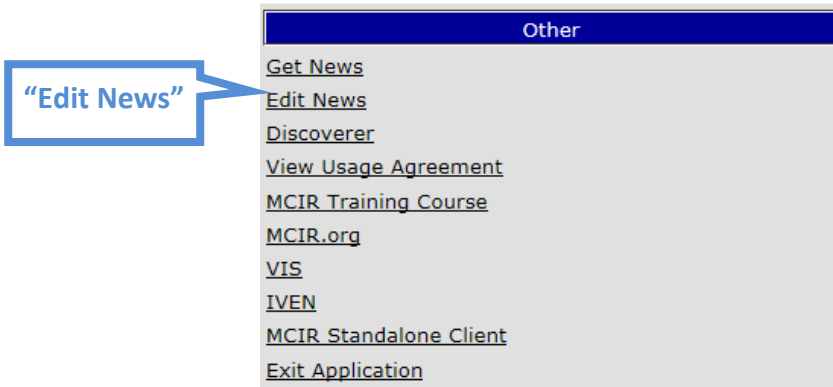 Other
Get News
“Edit News”
Edit News
Discoverer
View Usage Agreement
MCIR Training Course
MCIR.org
VIS
IVEN
MCIR Standalone Client
Exit Application